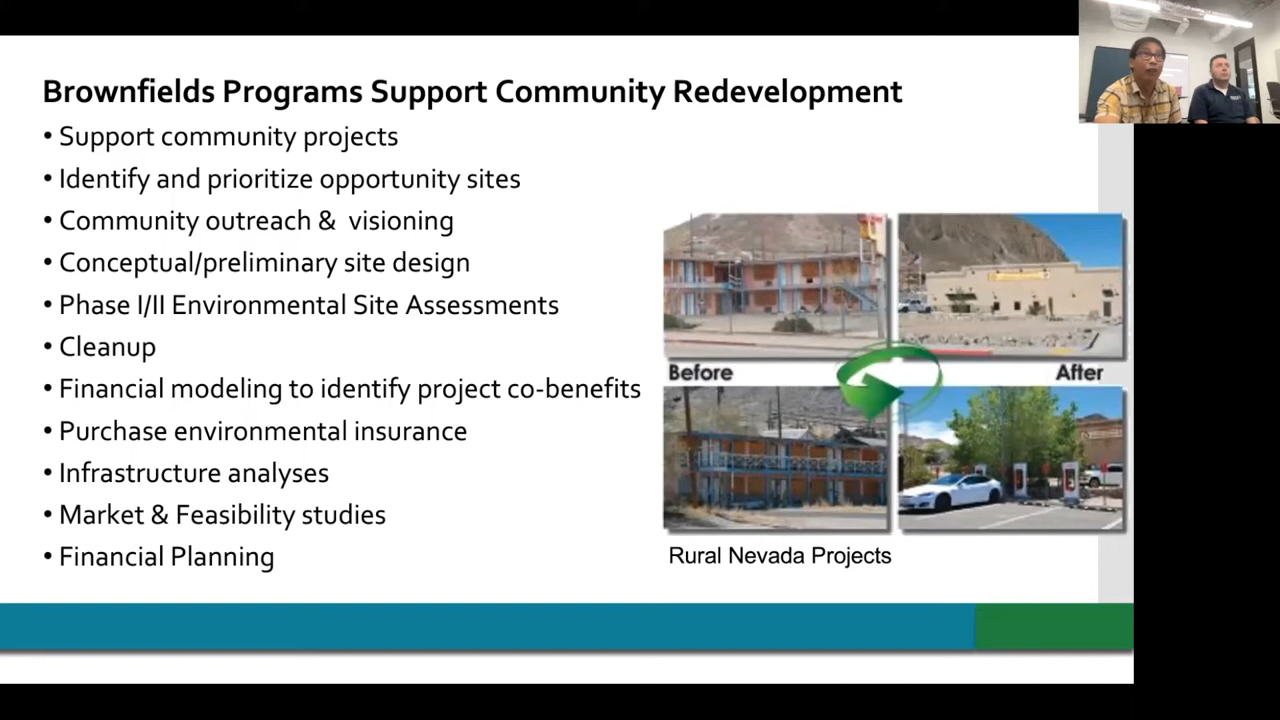 Brownfields Programs Support Community Redevelopment
• Support community projects
• Identify and prioritize opportunity sites
• Community outreach & visioning
• Conceptual/preliminary site design
• Phase I/II Environmental Site Assessments
• Cleanup
• Financial modeling to identify project co-benefits
• Purchase environmental insurance
• Infrastructure analyses
• Market & Feasibility studies
• Financial Planning
Before
After
Rural Nevada Projects